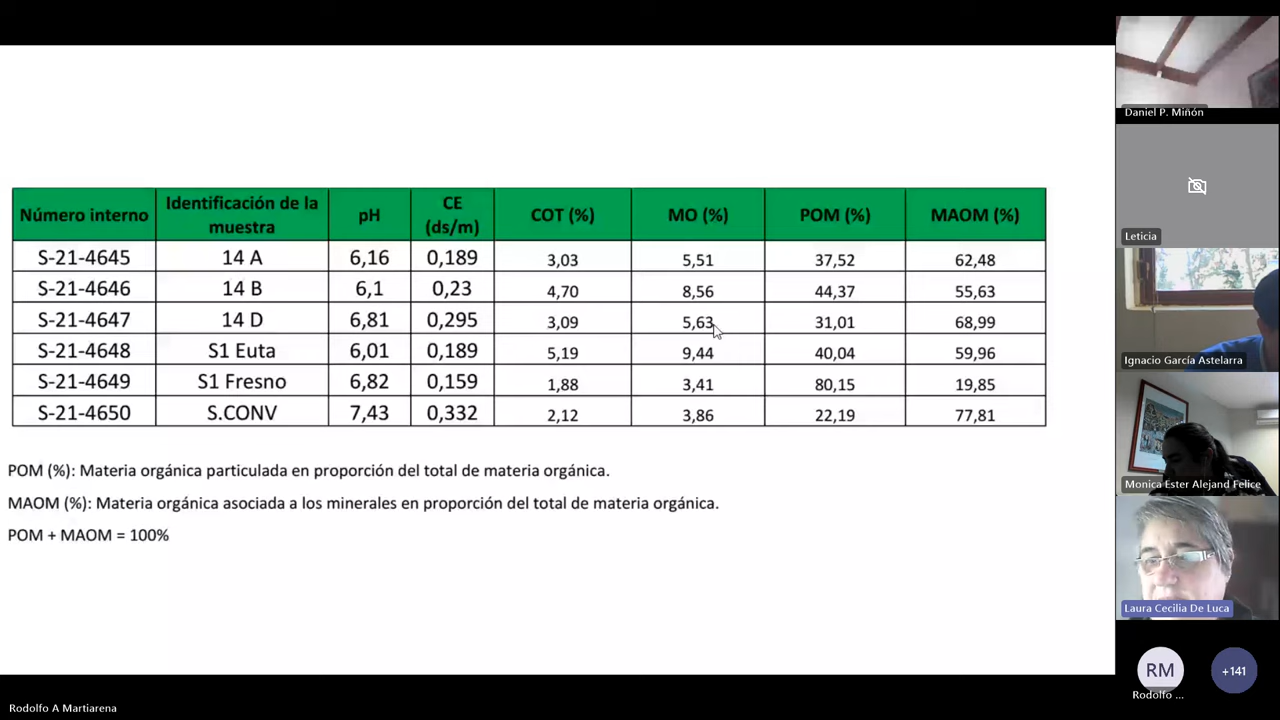 Número interno Identificación de la muestra pH CE (ds/m) COT (%) MO (%) POM (%) MAOM (%)
S-21-4645 14 A 6,16 0,189 3,03 5,51 37,52 62,48
S-21-4646 14 B 6,1 0,23 4,70 8,56 44,37 55,63
S-21-4647 14 D 6,81 0,295 3,09 5,63 31,01 68,99
S-21-4648 S1 Euta 6,01 0,189 5,19 9,44 40,04 59,96
S-21-4649 S1 Fresno 6,82 0,159 1,88 3,41 80,15 19,85
S-21-4650 S.CONV 7,43 0,332 2,12 3,86 22,19 77,81
POM (%): Materia orgánica particulada en proporción del total de materia orgánica.
MAOM (%): Materia orgánica asociada a los minerales en proporción del total de materia orgánica.
POM + MAOM = 100%
Daniel P. Miñón
Leticia
Ignacio García Astelarra
Monica Ester Alejand Felice
Laura Cecilia De Luca
RM
Rodolfo ...
+141
Rodolfo A Martiarena